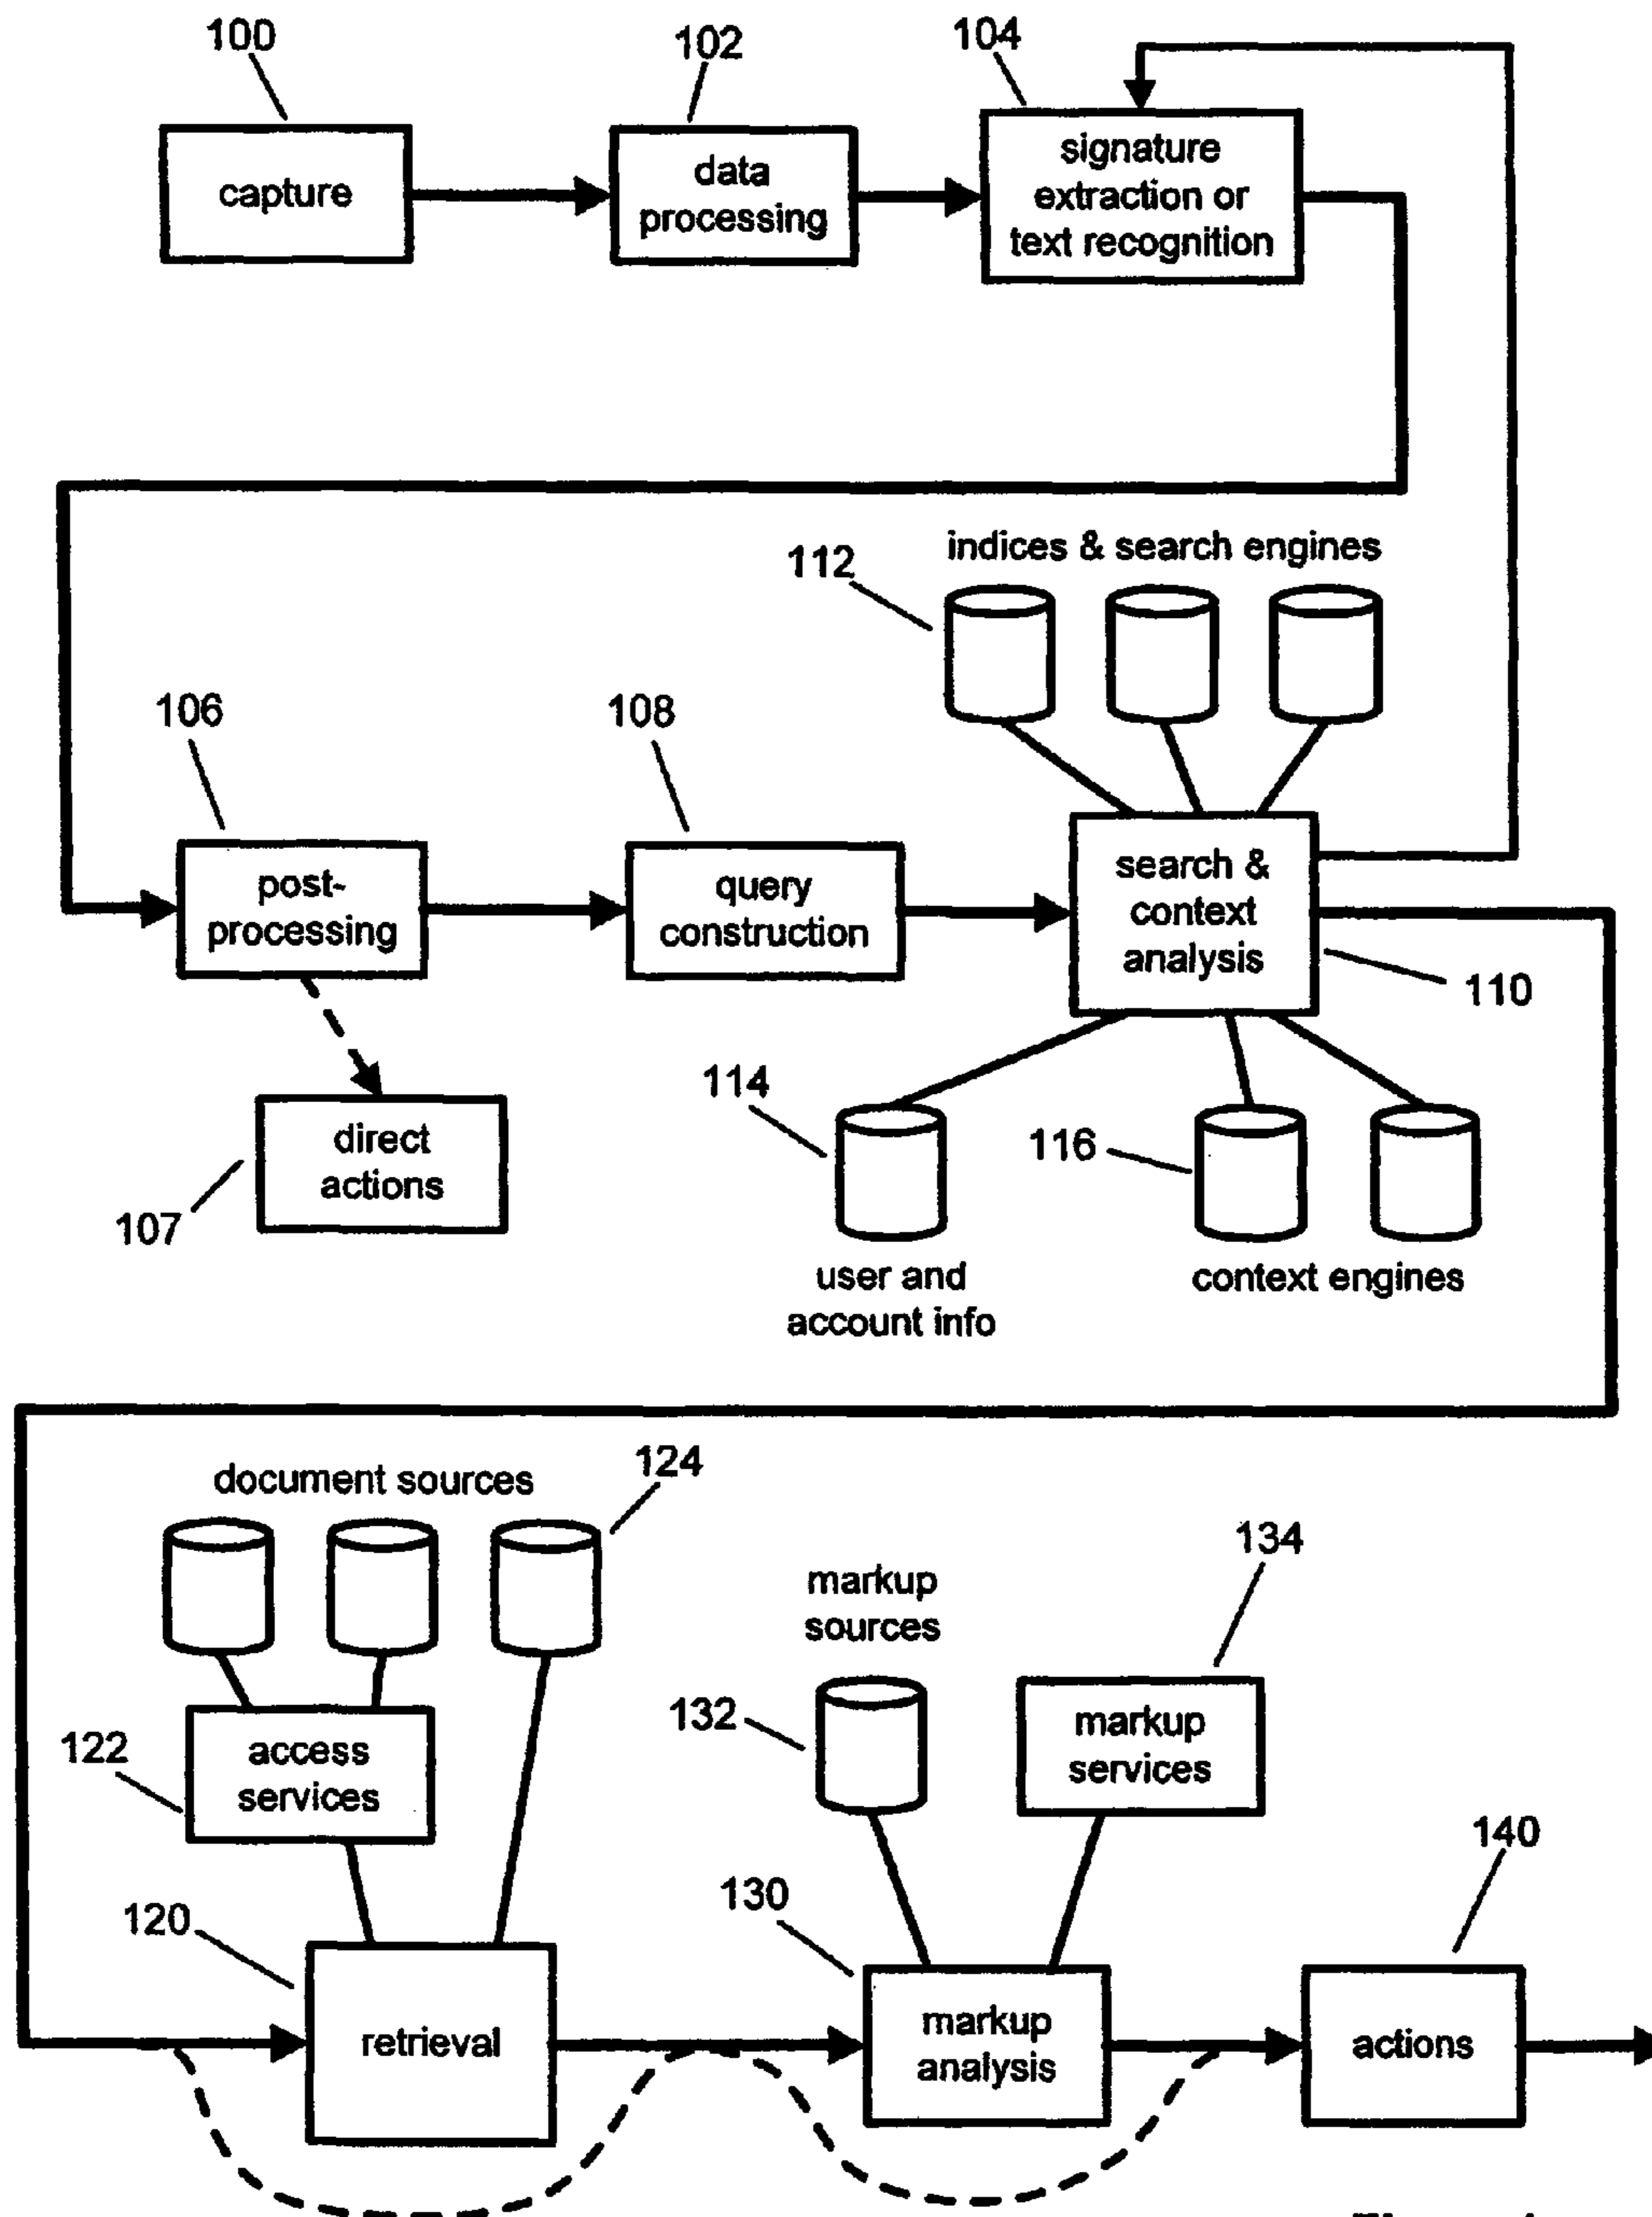 100
102
104
capture
data
processing
signature
extraction or
text recognition
indices & search engines
112
106
108
post-
processing
query
construction
search &
context
analysis
110
direct
actions
107
114
116
user and
account info
context engines
document sources
124
134
markup
sources
122
access
services
132
markup
services
140
120
130
retrieval
markup
analysis
actions